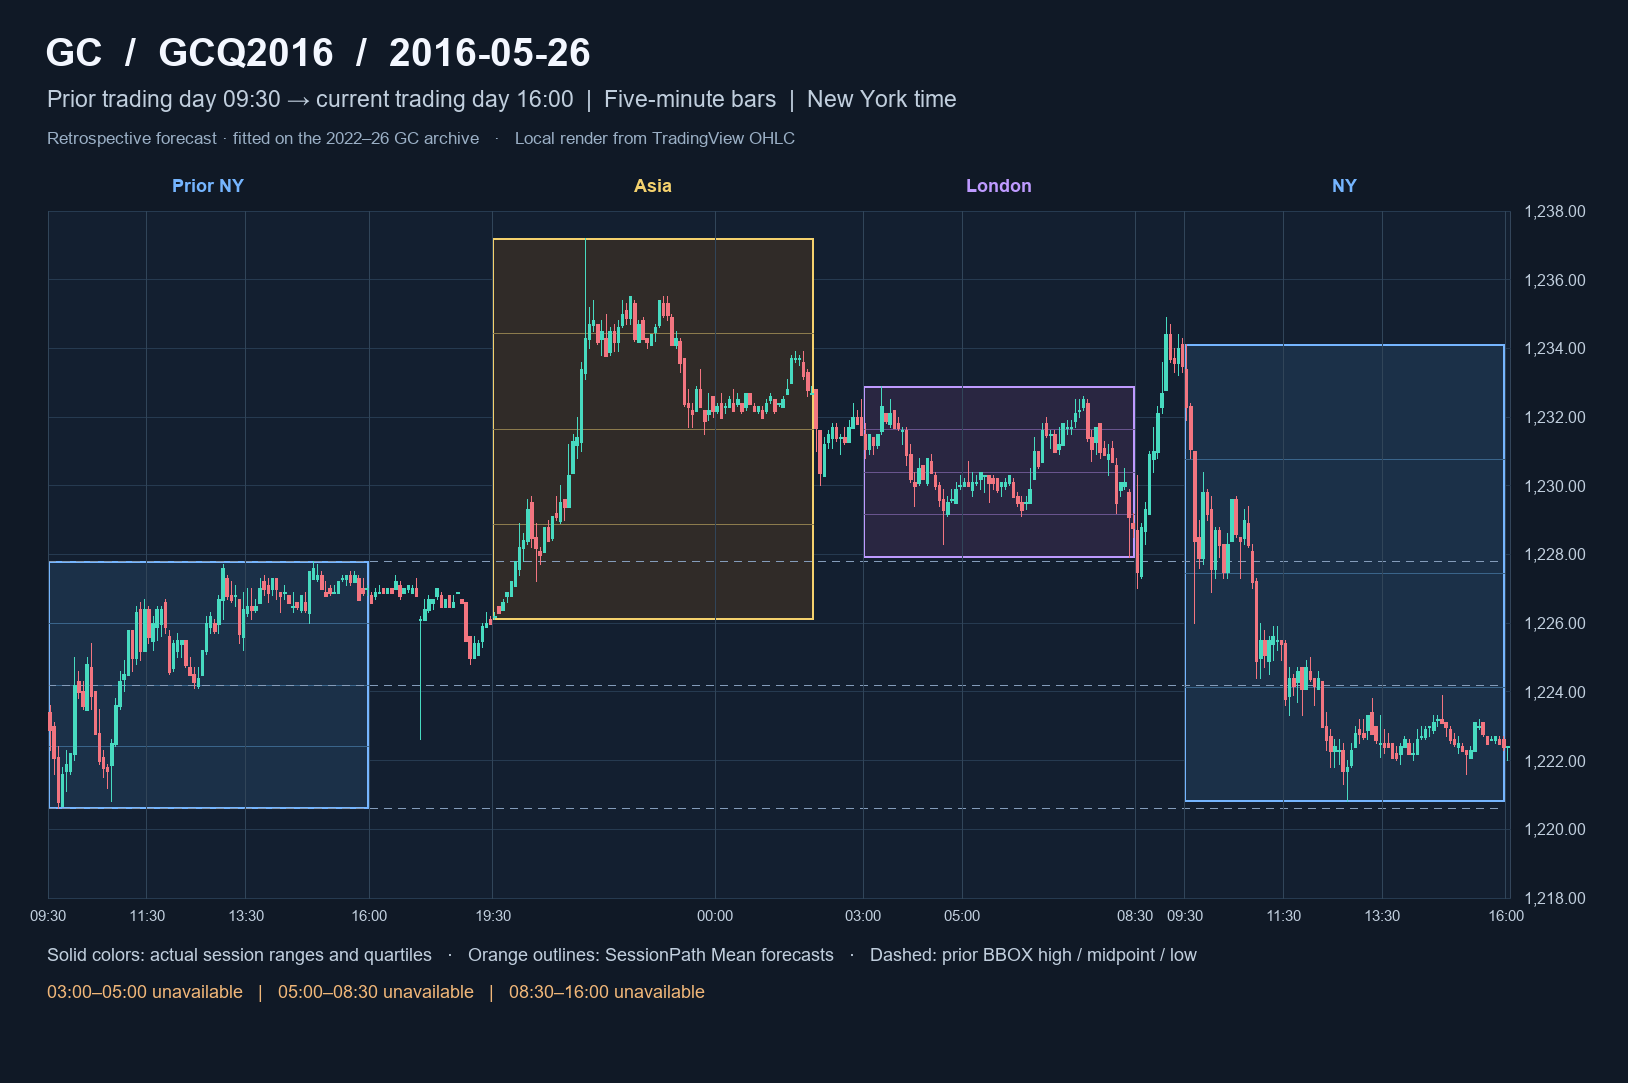 GC / GCQ2016 / 2016-05-26
Prior trading day 09:30 → current trading day 16:00 | Five-minute bars | New York time
Retrospective forecast · fitted on the 2022–26 GC archive · Local render from TradingView OHLC
Prior NY Asia London NY
1,238.00
1,236.00
1,234.00
1,232.00
1,230.00
1,228.00
1,226.00
1,224.00
1,222.00
1,220.00
1,218.00
09:30 11:30 13:30 16:00 19:30 00:00 03:00 05:00 08:30 09:30 11:30 13:30 16:00
Solid colors: actual session ranges and quartiles · Orange outlines: SessionPath Mean forecasts · Dashed: prior BBOX high / midpoint / low
03:00–05:00 unavailable | 05:00–08:30 unavailable | 08:30–16:00 unavailable